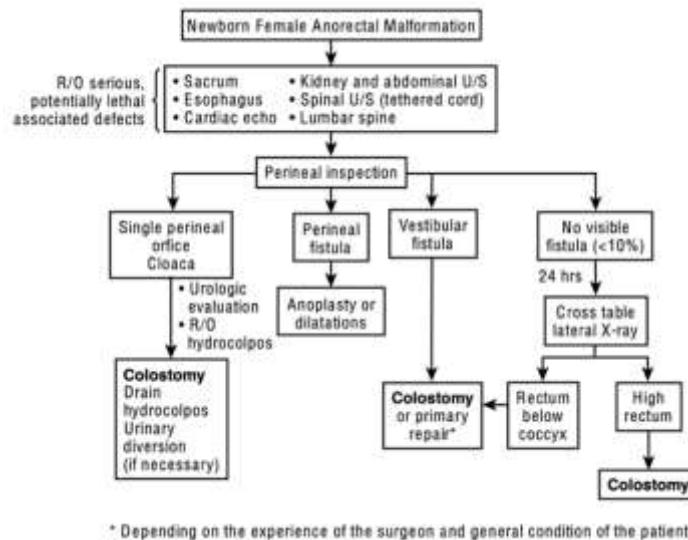 Newborn Female Anorectal Malformation
R/O serious,
potentially lethal
associated defects
• Sacrum
• Esophagus
• Cardiac echo
• Kidney and abdominal U/S
• Spinal U/S (tethered cord)
• Lumbar spine
Perineal inspection
Single perineal
orfice
Cloaca
Perineal
fistula
Vestibular
fistula
No visible
fistula (<10%)
• Urologic
evaluation
• R/O
hydrocolpos
Anoplasty or
dilatations
24 hrs
Cross table
lateral X-ray
Colostomy
Drain
hydrocolpos
Urinary
diversion
(if necessary)
Colostomy
or primary
repair*
Rectum
below
coccyx
High
rectum
Colostomy
* Depending on the experience of the surgeon and general condition of the patient